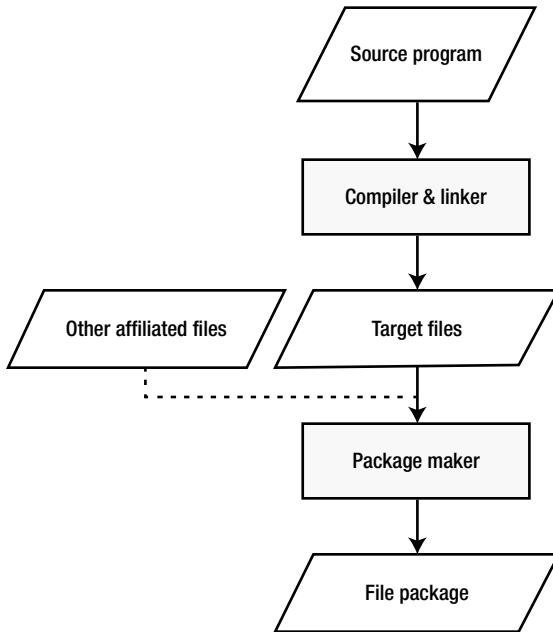 Source program
Compiler & linker
Other affiliated files
Target files
Package maker
File package